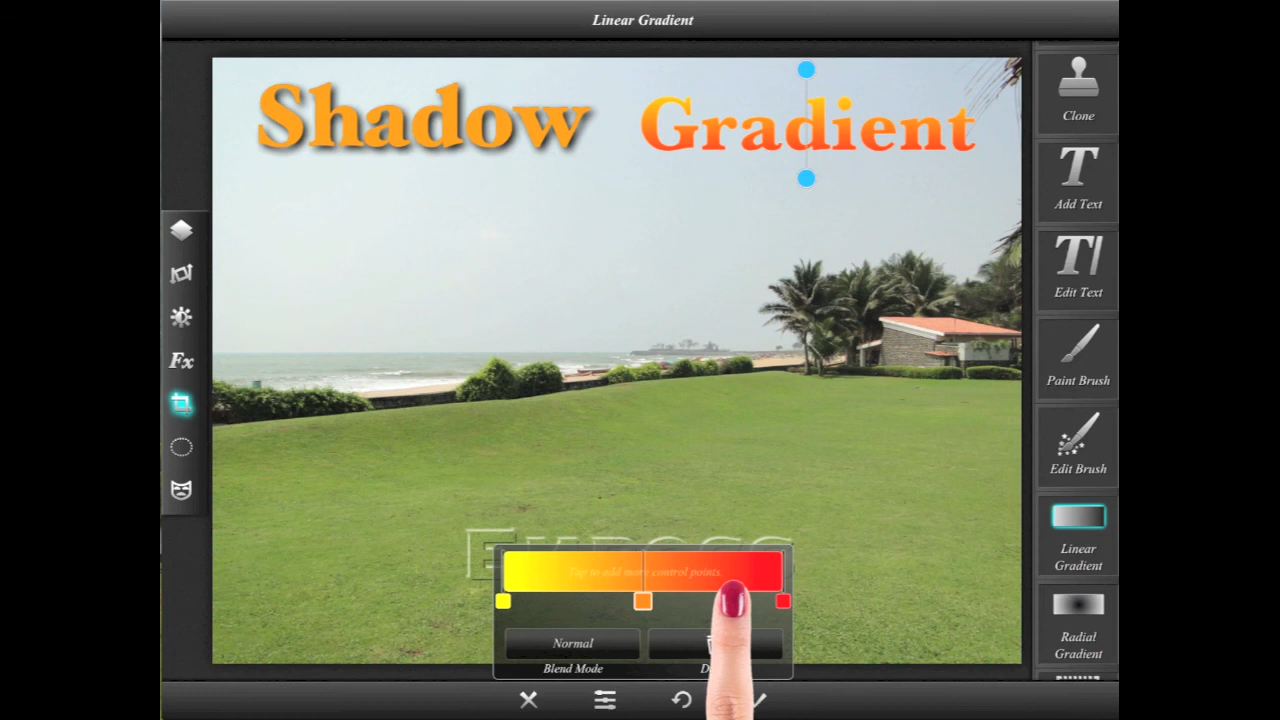 Linear Gradient
Shadow
Gradient
Clone
Add Text
Edit Text
Fx
Paint Brush
Edit Brush
Linear
Gradient
Tap to add more control points.
Normal
Blend Mode
Radial
Gradient